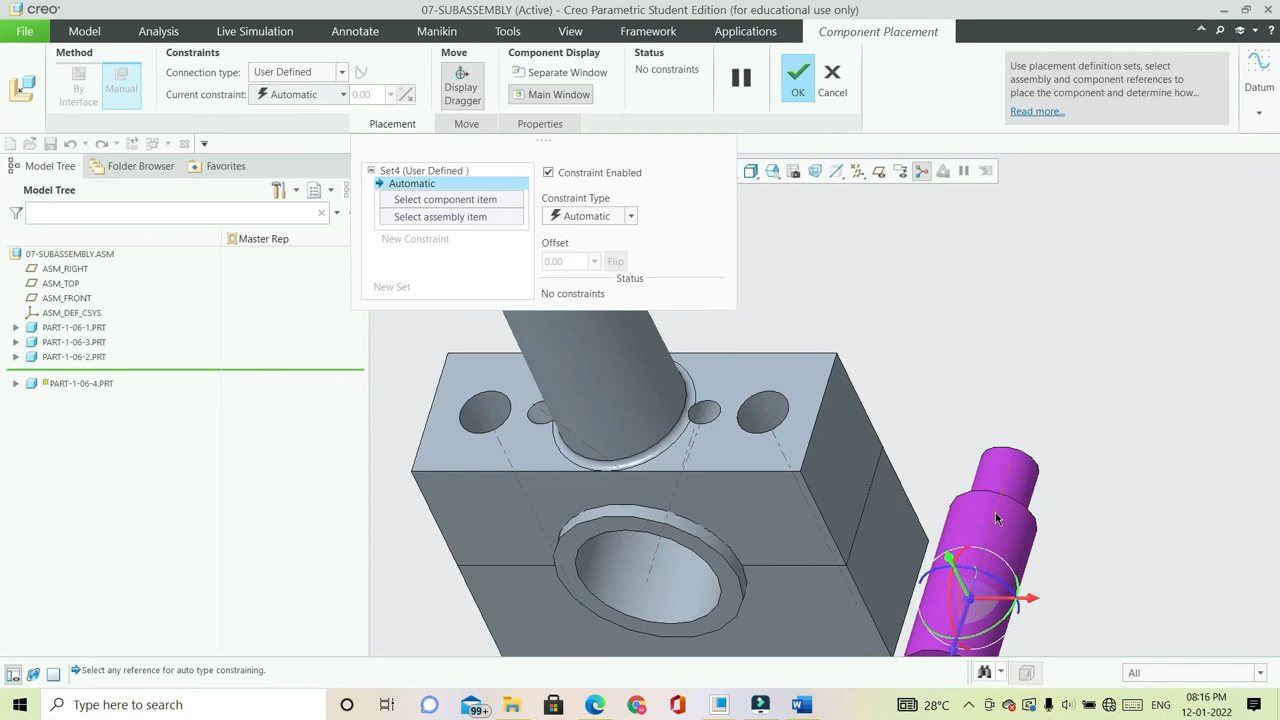 creo
07-SUBASSEMBLY (Active) - Creo Parametric Student Edition (for educational use only)
File
Model
Analysis
Live Simulation
Annotate
Manikin
Tools
View
Framework
Applications
Component Placement
Method
Constraints
Move
Component Display
Status
By Interface
Manual
Connection type: User Defined
Current constraint: Automatic 0.00
Display Dragger
Separate Window
Main Window
No constraints
OK
Cancel
Use placement definition sets, select assembly and component references to place the component and determine how...
Read more...
Datum
Placement
Move
Properties
Model Tree
Folder Browser
Favorites
Model Tree
Master Rep
07-SUBASSEMBLY.ASM
ASM_RIGHT
ASM_TOP
ASM_FRONT
ASM_DEF_CSYS
PART-1-06-1.PRT
PART-1-06-3.PRT
PART-1-06-2.PRT
PART-1-06-4.PRT
Set4 (User Defined )
Automatic
Select component item
Select assembly item
New Constraint
New Set
Constraint Enabled
Constraint Type
Automatic
Offset
0.00 Flip
Status
No constraints
Select any reference for auto type constraining.
All
Type here to search
99+
28°C
ENG
08:16 PM
12-01-2022